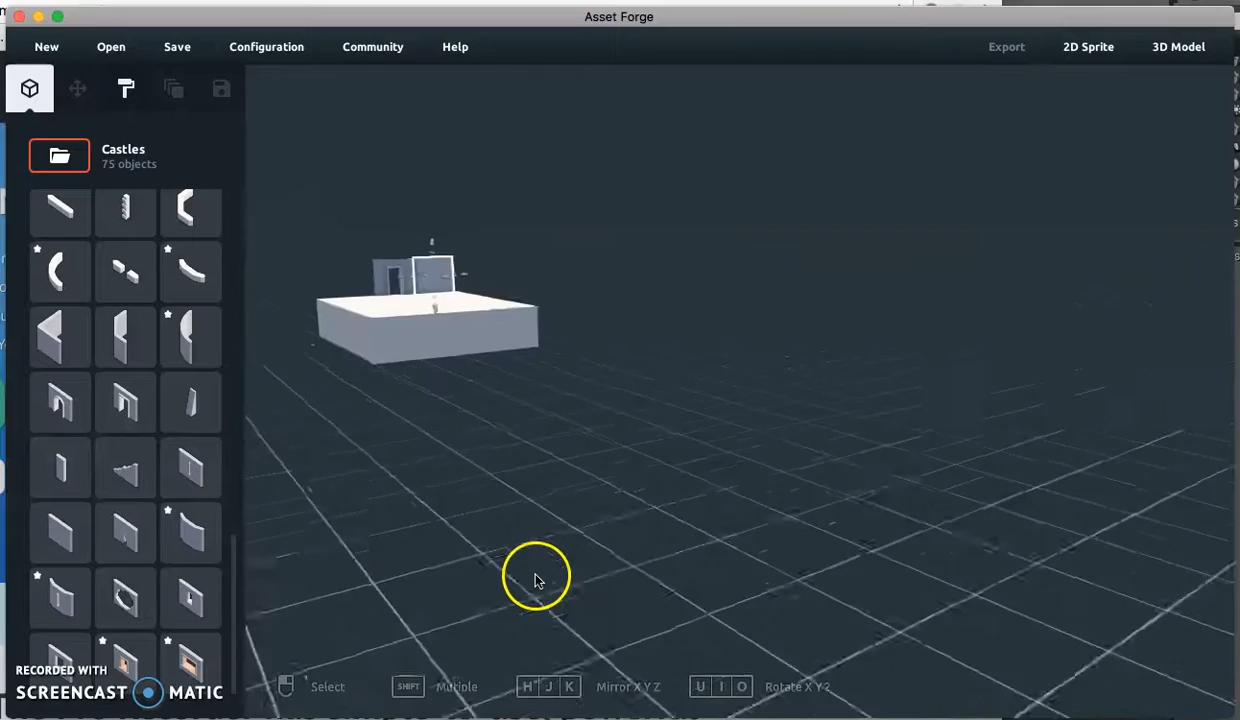 Asset Forge
New Open Save Configuration Community Help Export 2D Sprite 3D Model
Castles
75 objects
Select SHIFT Multiple H J K Mirror X Y Z U I O Rotate X Y ?
RECORDED WITH
SCREENCAST MATIC